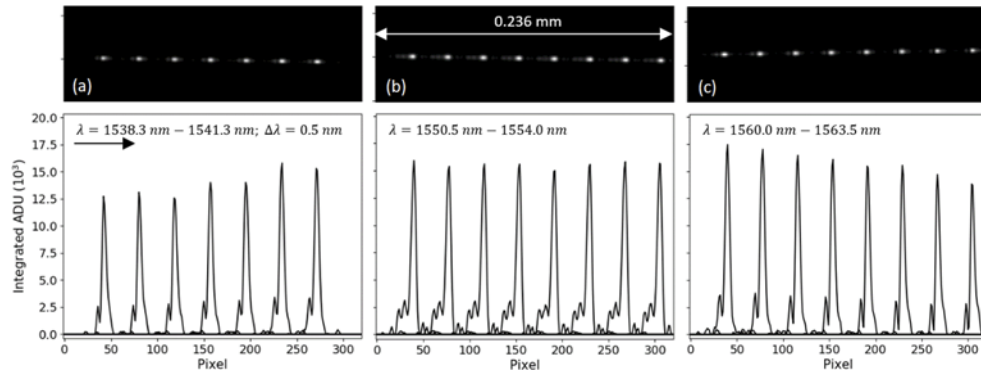 0.236 mm
(a)
(b)
(c)
20.0
17.5
15.0
12.5
10.0
7.5
5.0
2.5
0.0
Integrated ADU (10³)
λ = 1538.3 nm − 1541.3 nm; Δλ = 0.5 nm
λ = 1550.5 nm − 1554.0 nm
λ = 1560.0 nm − 1563.5 nm
0 50 100 150 200 250 300
0 50 100 150 200 250 300
0 50 100 150 200 250 300
Pixel
Pixel
Pixel